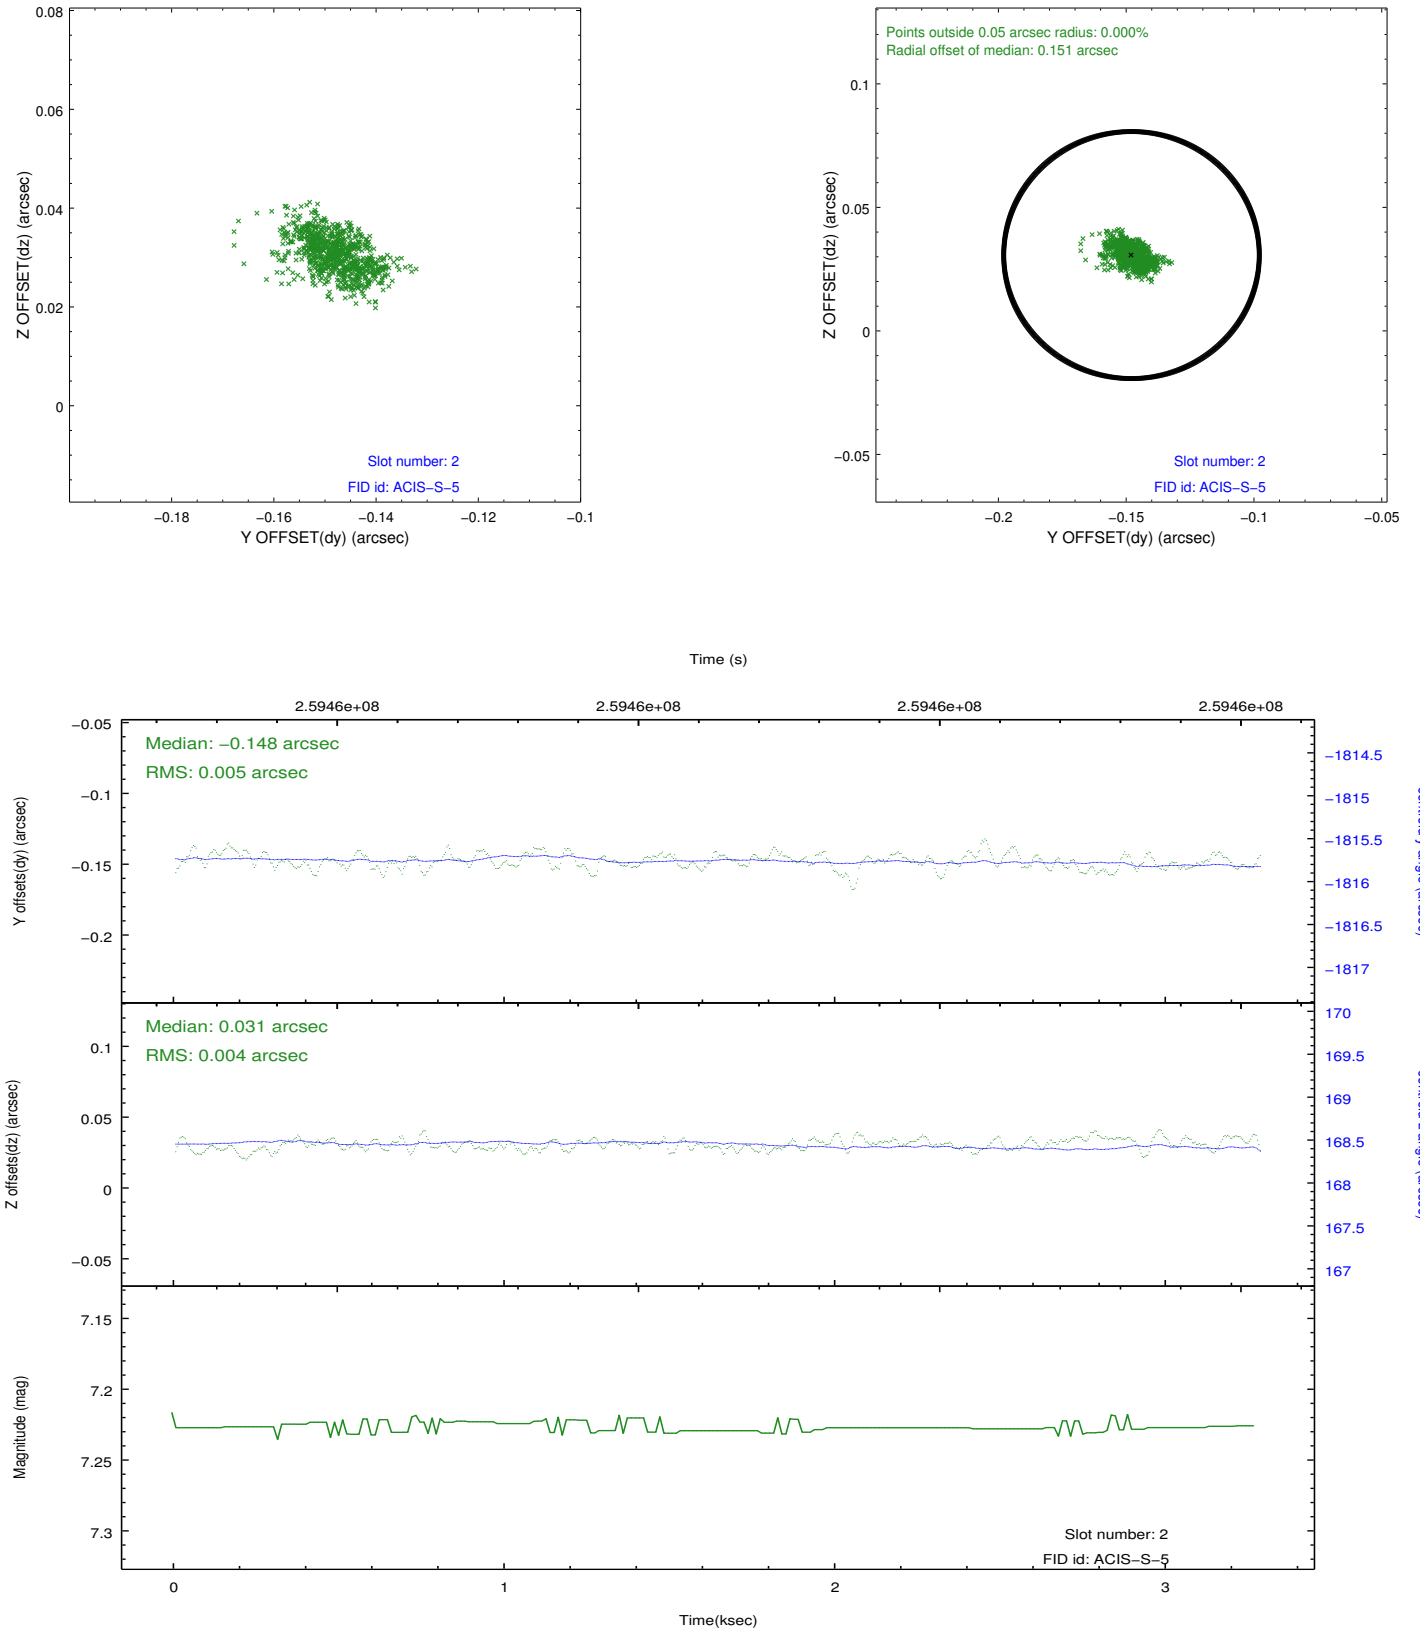 0.08
0.06
0.04
0.02
0
Z OFFSET(dz) (arcsec)
Slot number: 2
FID id: ACIS-S-5
-0.18
-0.16
-0.14
-0.12
-0.1
Y OFFSET(dy) (arcsec)
Points outside 0.05 arcsec radius: 0.000%
Radial offset of median: 0.151 arcsec
0.1
0.05
0
-0.05
Z OFFSET(dz) (arcsec)
Slot number: 2
FID id: ACIS-S-5
-0.2
-0.15
-0.1
-0.05
Y OFFSET(dy) (arcsec)
Time (s)
2.5946e+08
2.5946e+08
2.5946e+08
2.5946e+08
Median: -0.148 arcsec
RMS: 0.005 arcsec
-0.05
-0.1
-0.15
-0.2
Y offsets(dy) (arcsec)
-1814.5
-1815
-1815.5
-1816
-1816.5
-1817
Median: 0.031 arcsec
RMS: 0.004 arcsec
0.1
0.05
0
-0.05
Z offsets(dz) (arcsec)
170
169.5
169
168.5
168
167.5
167
7.15
7.2
7.25
7.3
Magnitude (mag)
Slot number: 2
FID id: ACIS-S-5
0
1
2
3
Time(ksec)